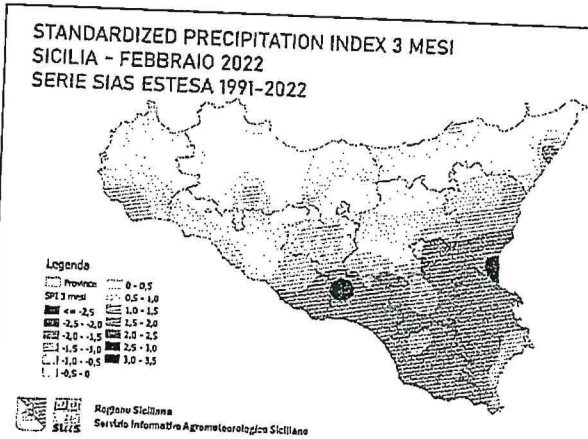 STANDARDIZED PRECIPITATION INDEX 3 MESI
SICILIA - FEBBRAIO 2022
SERIE SIAS ESTESA 1991-2022
Legenda
Province
SPI 3 mesi
<= -2,5
-2,5 - -2,0
-2,0 - -1,5
-1,5 - -1,0
-1,0 - -0,5
-0,5 - 0
0 - 0,5
0,5 - 1,0
1,0 - 1,5
1,5 - 2,0
2,0 - 2,5
2,5 - 3,0
3,0 - 3,5
SIAS
Regione Siciliana
Servizio Informativo Agrometeorologico Siciliano